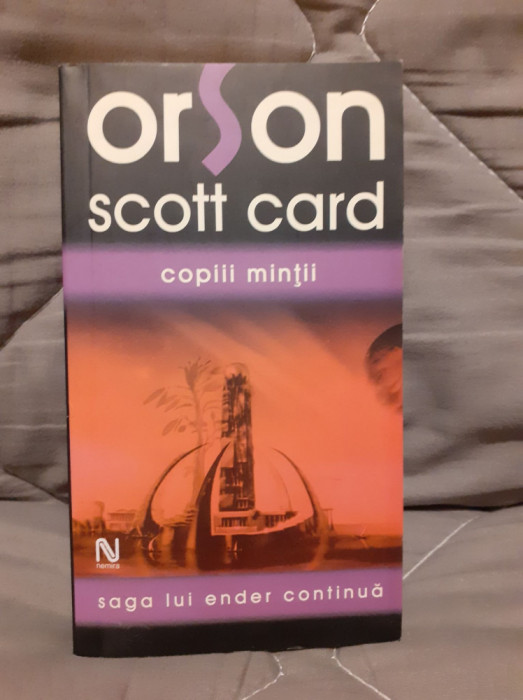 orSon
scott card
copiii minţii
N
nemira
saga lui ender continuă